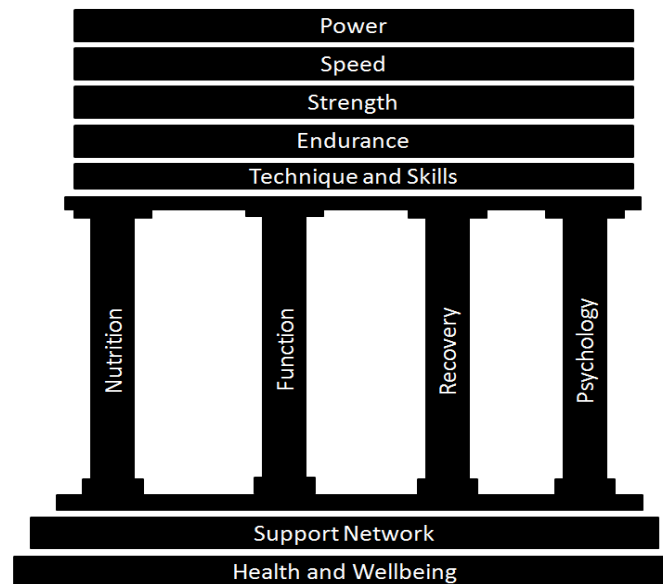 Power
Speed
Strength
Endurance
Technique and Skills
Nutrition
Function
Recovery
Psychology
Support Network
Health and Wellbeing